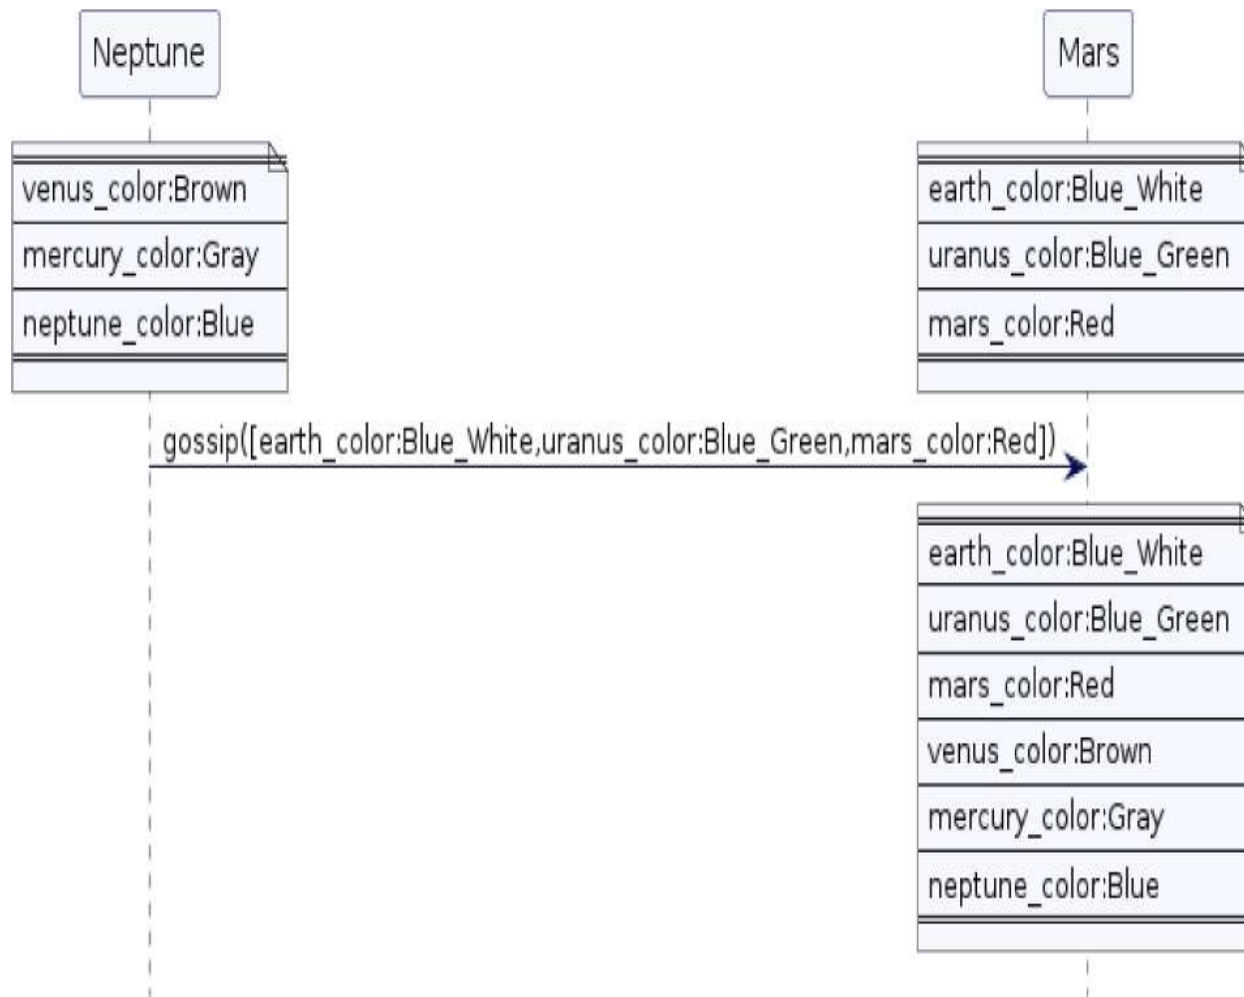 Neptune
Mars
venus_color:Brown
mercury_color:Gray
neptune_color:Blue
earth_color:Blue_White
uranus_color:Blue_Green
mars_color:Red
gossip([earth_color:Blue_White,uranus_color:Blue_Green,mars_color:Red])
earth_color:Blue_White
uranus_color:Blue_Green
mars_color:Red
venus_color:Brown
mercury_color:Gray
neptune_color:Blue